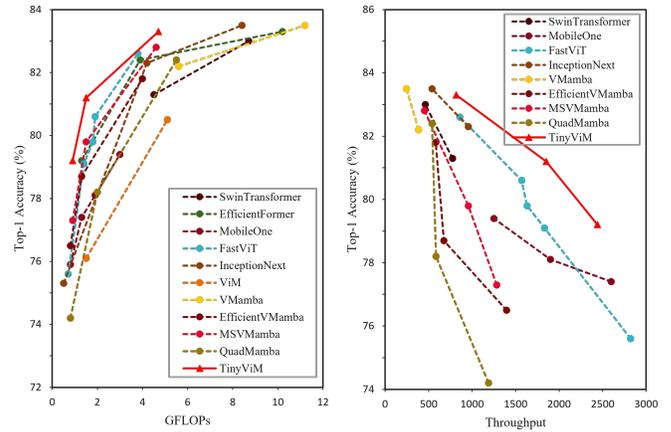 86
84
82
80
78
76
74
72
0
2
4
6
8
10
12
Top-1 Accuracy (%)
GFLOPs
SwinTransformer
EfficientFormer
MobileOne
FastViT
InceptionNext
ViM
VMamba
EfficientVMamba
MSVMamba
QuadMamba
TinyViM
86
84
82
80
78
76
74
0
500
1000
1500
2000
2500
3000
Top-1 Accuracy (%)
Throughput
SwinTransformer
MobileOne
FastViT
InceptionNext
VMamba
EfficientVMamba
MSVMamba
QuadMamba
TinyViM